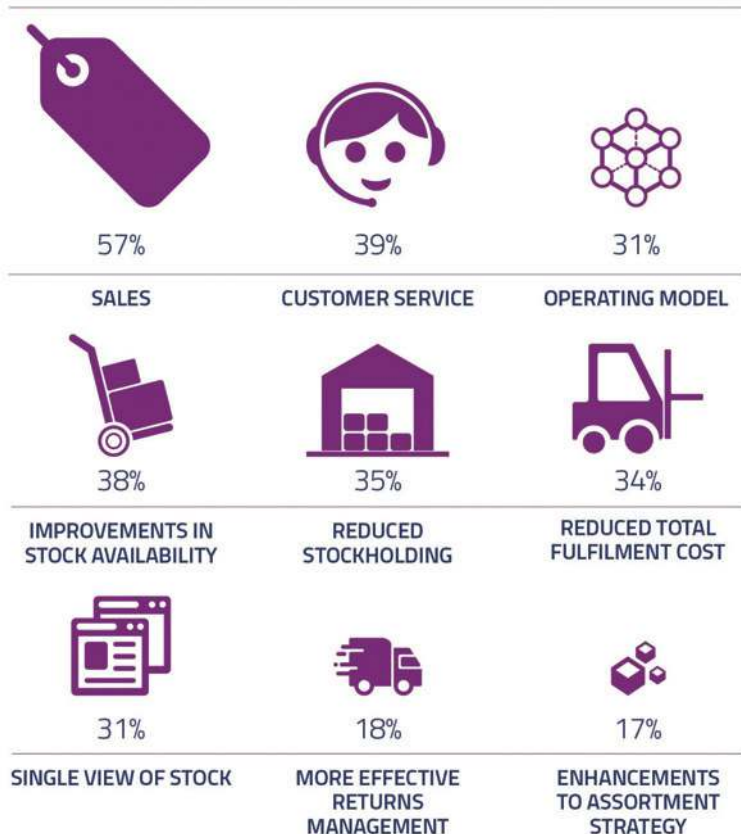 57%
39%
31%
SALES
CUSTOMER SERVICE
OPERATING MODEL
38%
35%
34%
IMPROVEMENTS IN
STOCK AVAILABILITY
REDUCED
STOCKHOLDING
REDUCED TOTAL
FULFILMENT COST
31%
18%
17%
SINGLE VIEW OF STOCK
MORE EFFECTIVE
RETURNS
MANAGEMENT
ENHANCEMENTS
TO ASSORTMENT
STRATEGY